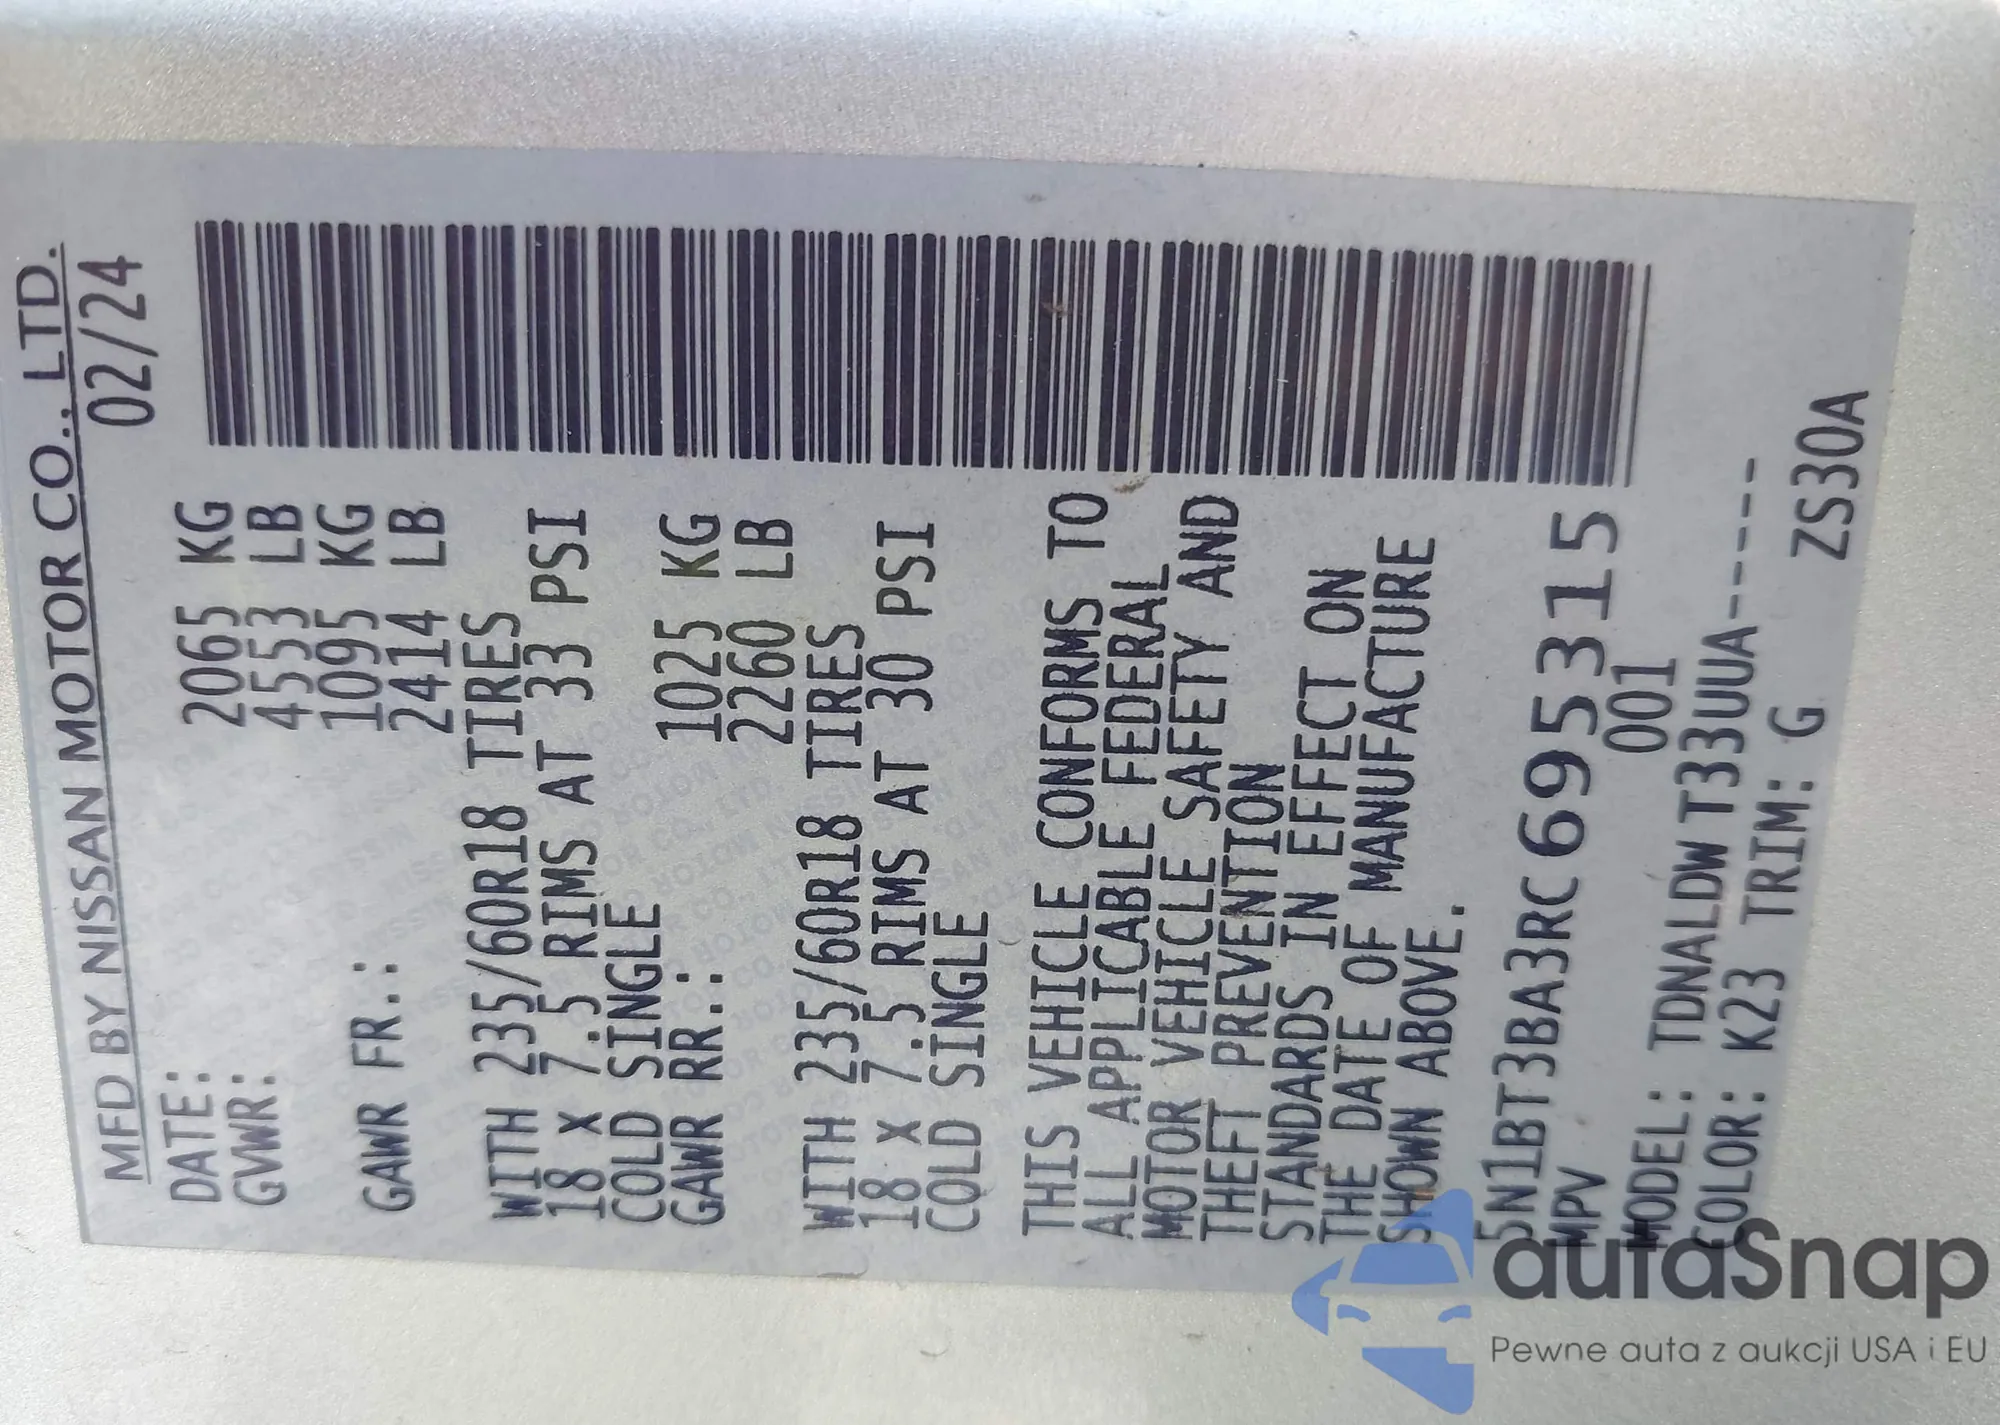 MFD BY NISSAN MOTOR CO., LTD.
DATE: 02/24
GVWR: 2065 KG
4553 LB
GAWR FR.: 1095 KG
2414 LB
WITH 235/60R18 TIRES
18 X 7.5 RIMS AT 33 PSI
COLD SINGLE
GAWR RR.: 1025 KG
2260 LB
WITH 235/60R18 TIRES
18 X 7.5 RIMS AT 30 PSI
COLD SINGLE
THIS VEHICLE CONFORMS TO
ALL APPLICABLE FEDERAL
MOTOR VEHICLE SAFETY AND
THEFT PREVENTION
STANDARDS IN EFFECT ON
THE DATE OF MANUFACTURE
SHOWN ABOVE.
5N1BT3BA3RC695315
MPV 001
MODEL: TDNALDW T33UUA-----
COLOR: K23 TRIM: G
ZS30A
autaSnap
Pewne auta z aukcji USA i EU